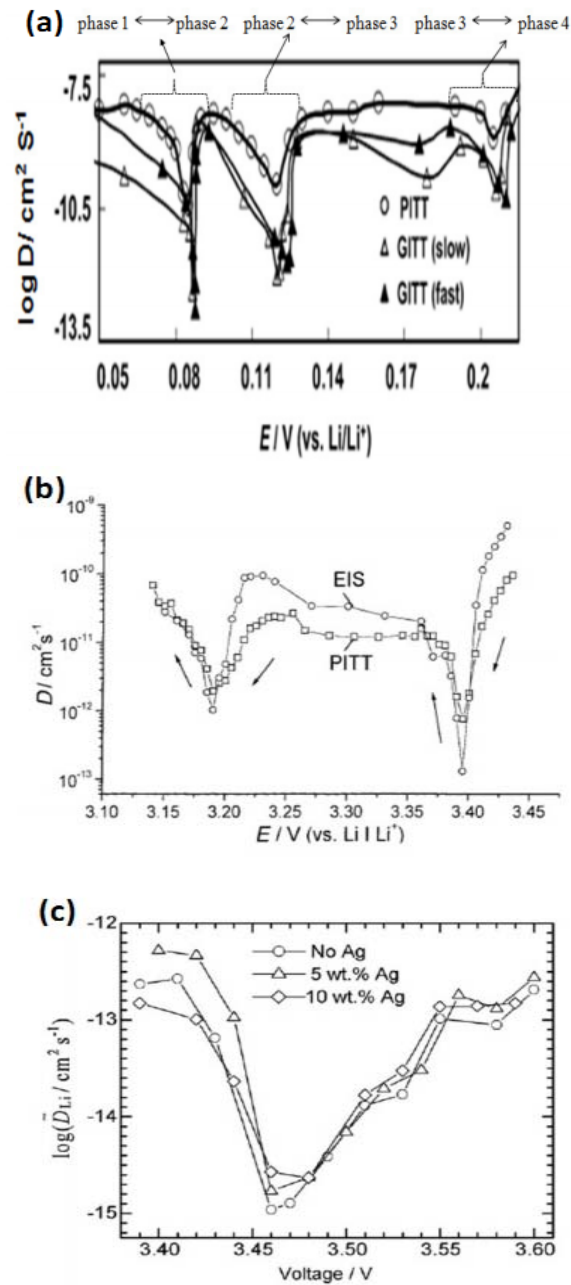 (a) phase 1 ⟷ phase 2 phase 2 ⟷ phase 3 phase 3 ⟷ phase 4
-7.5
-10.5
-13.5
log D/ cm² S⁻¹
PITT
GITT (slow)
GITT (fast)
0.05 0.08 0.12 0.14 0.17 0.2
E / V (vs. Li/Li⁺)
(b)
10⁻⁹
10⁻¹⁰
10⁻¹¹
10⁻¹²
10⁻¹³
D / cm² s⁻¹
EIS
PITT
3.10 3.15 3.20 3.25 3.30 3.35 3.40 3.45
E / V (vs. Li I Li⁺)
(c)
-12
-13
-14
-15
log(D̃Li / cm² s⁻¹)
No Ag
5 wt.% Ag
10 wt.% Ag
3.40 3.45 3.50 3.55 3.60
Voltage / V